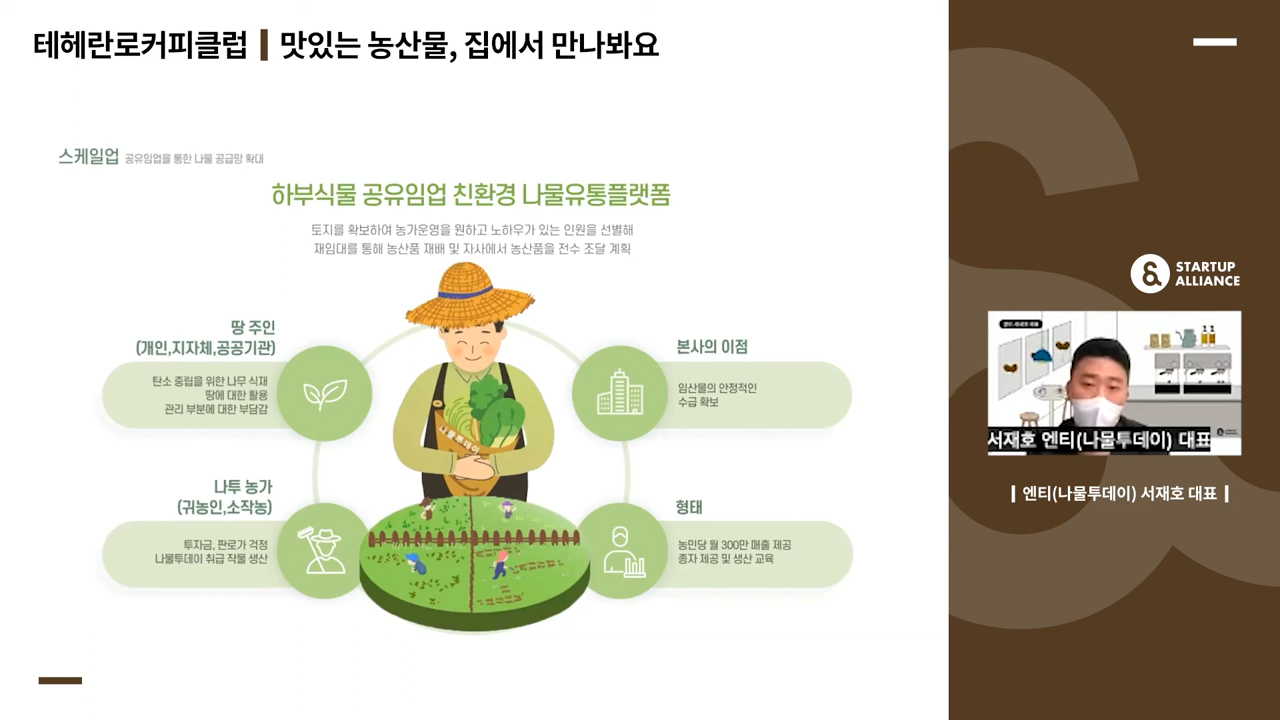 테헤란로커피클럽 | 맛있는 농산물, 집에서 만나봐요
스케일업 공유임업을 통한 나물 공급망 확대
하부식물 공유임업 친환경 나물유통플랫폼
토지를 확보하여 농가운영을 원하고 노하우가 있는 인원을 선별해
재임대를 통해 농산품 재배 및 자사에서 농산품을 전수 조달 계획
땅 주인
(개인,지자체,공공기관)
탄소 중립을 위한 나무 식재
땅에 대한 활용
관리 부분에 대한 부담감
본사의 이점
임산물의 안정적인
수급 확보
나물투데이
나투 농가
(귀농인,소작농)
투자금, 판로가 걱정
나물투데이 취급 작물 생산
형태
농민당 월 300만 매출 제공
종자 제공 및 생산 교육
STARTUP
ALLIANCE
엔티 서재호 대표
서재호 엔티(나물투데이) 대표
| 엔티(나물투데이) 서재호 대표 |